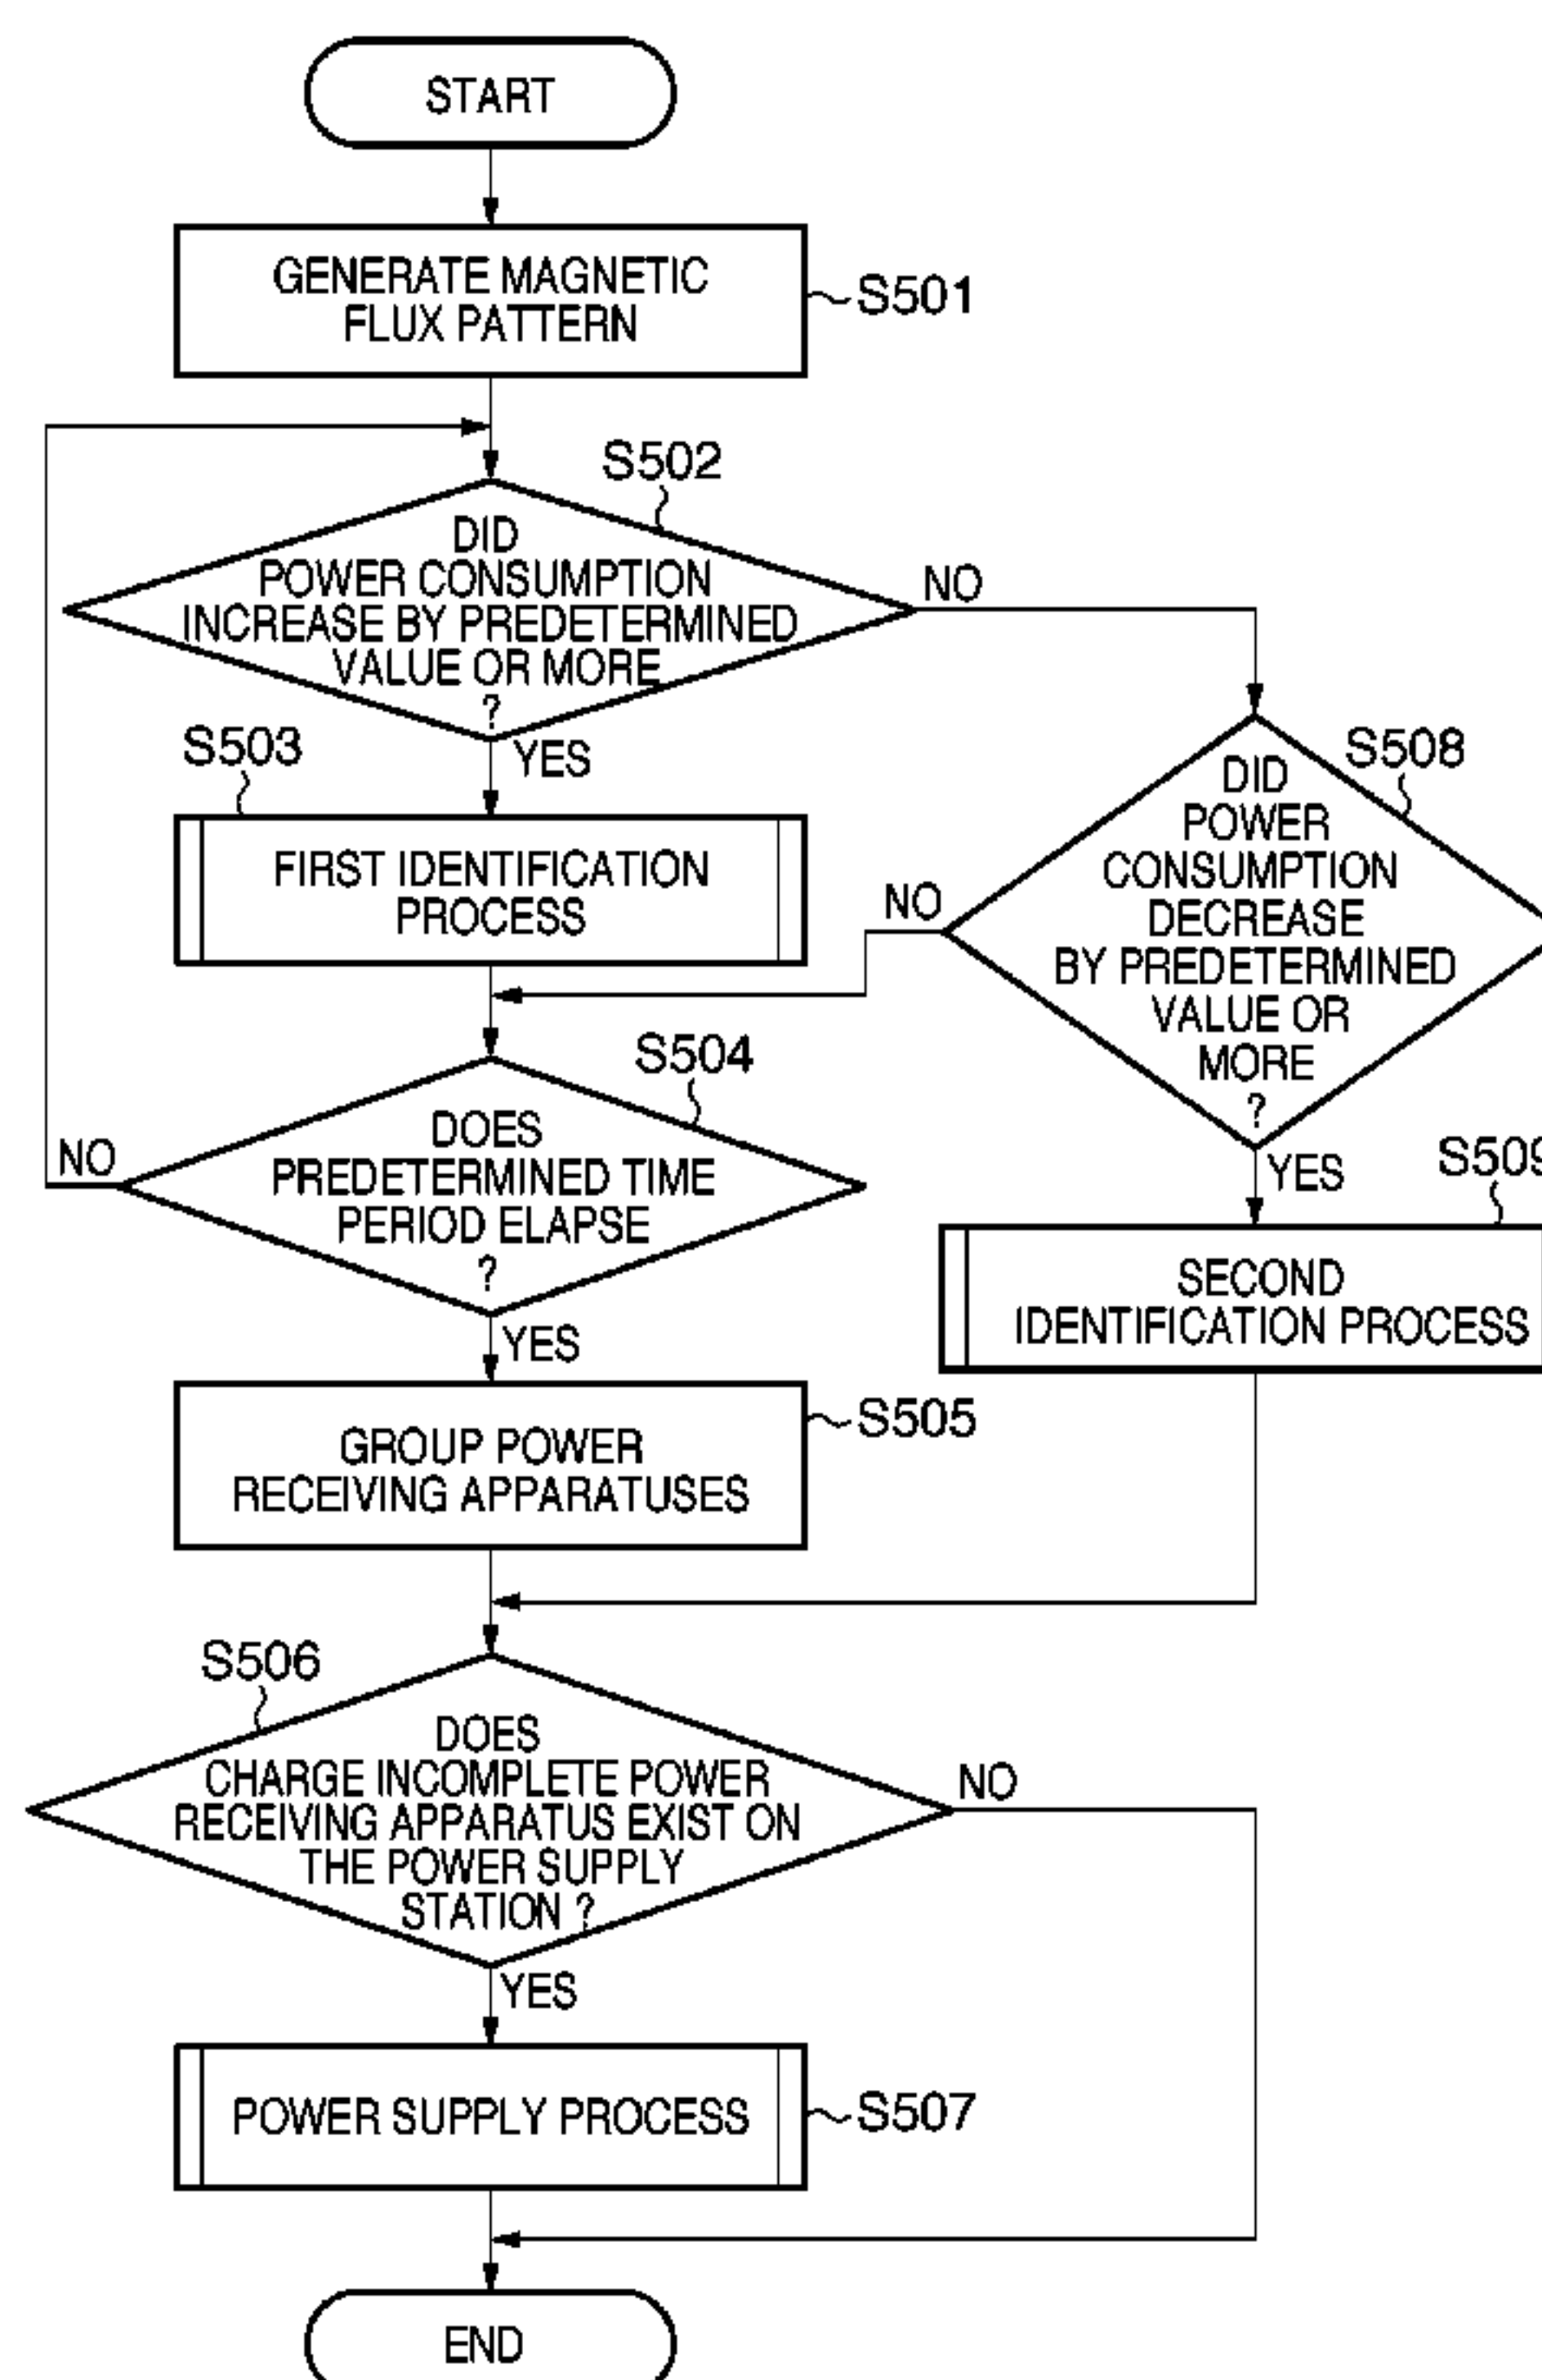 START
GENERATE MAGNETIC
FLUX PATTERN
S501
S502
DID
POWER CONSUMPTION
INCREASE BY PREDETERMINED
VALUE OR MORE
?
NO
YES
S503
FIRST IDENTIFICATION
PROCESS
S508
DID
POWER
CONSUMPTION
DECREASE
BY PREDETERMINED
VALUE OR
MORE
?
NO
YES
S504
DOES
PREDETERMINED TIME
PERIOD ELAPSE
?
NO
YES
S509
SECOND
IDENTIFICATION PROCESS
GROUP POWER
RECEIVING APPARATUSES
S505
S506
DOES
CHARGE INCOMPLETE POWER
RECEIVING APPARATUS EXIST ON
THE POWER SUPPLY
STATION ?
NO
YES
POWER SUPPLY PROCESS
S507
END